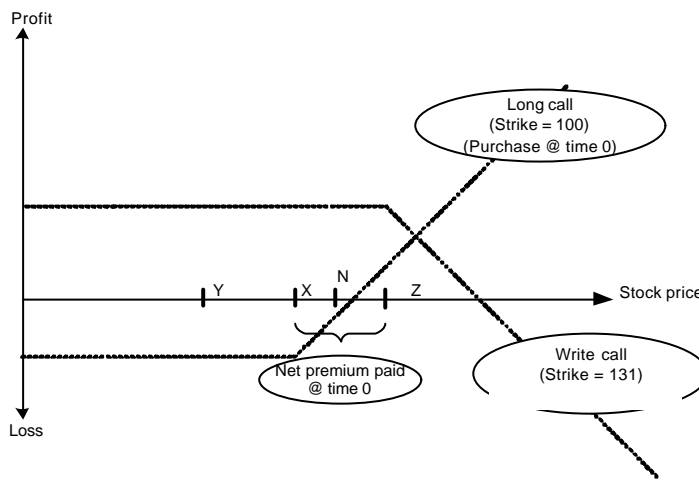 Profit
Long call
(Strike = 100)
(Purchase @ time 0)
N
Y
X
Z
Stock price
Net premium paid
@ time 0
Write call
(Strike = 131)
Loss